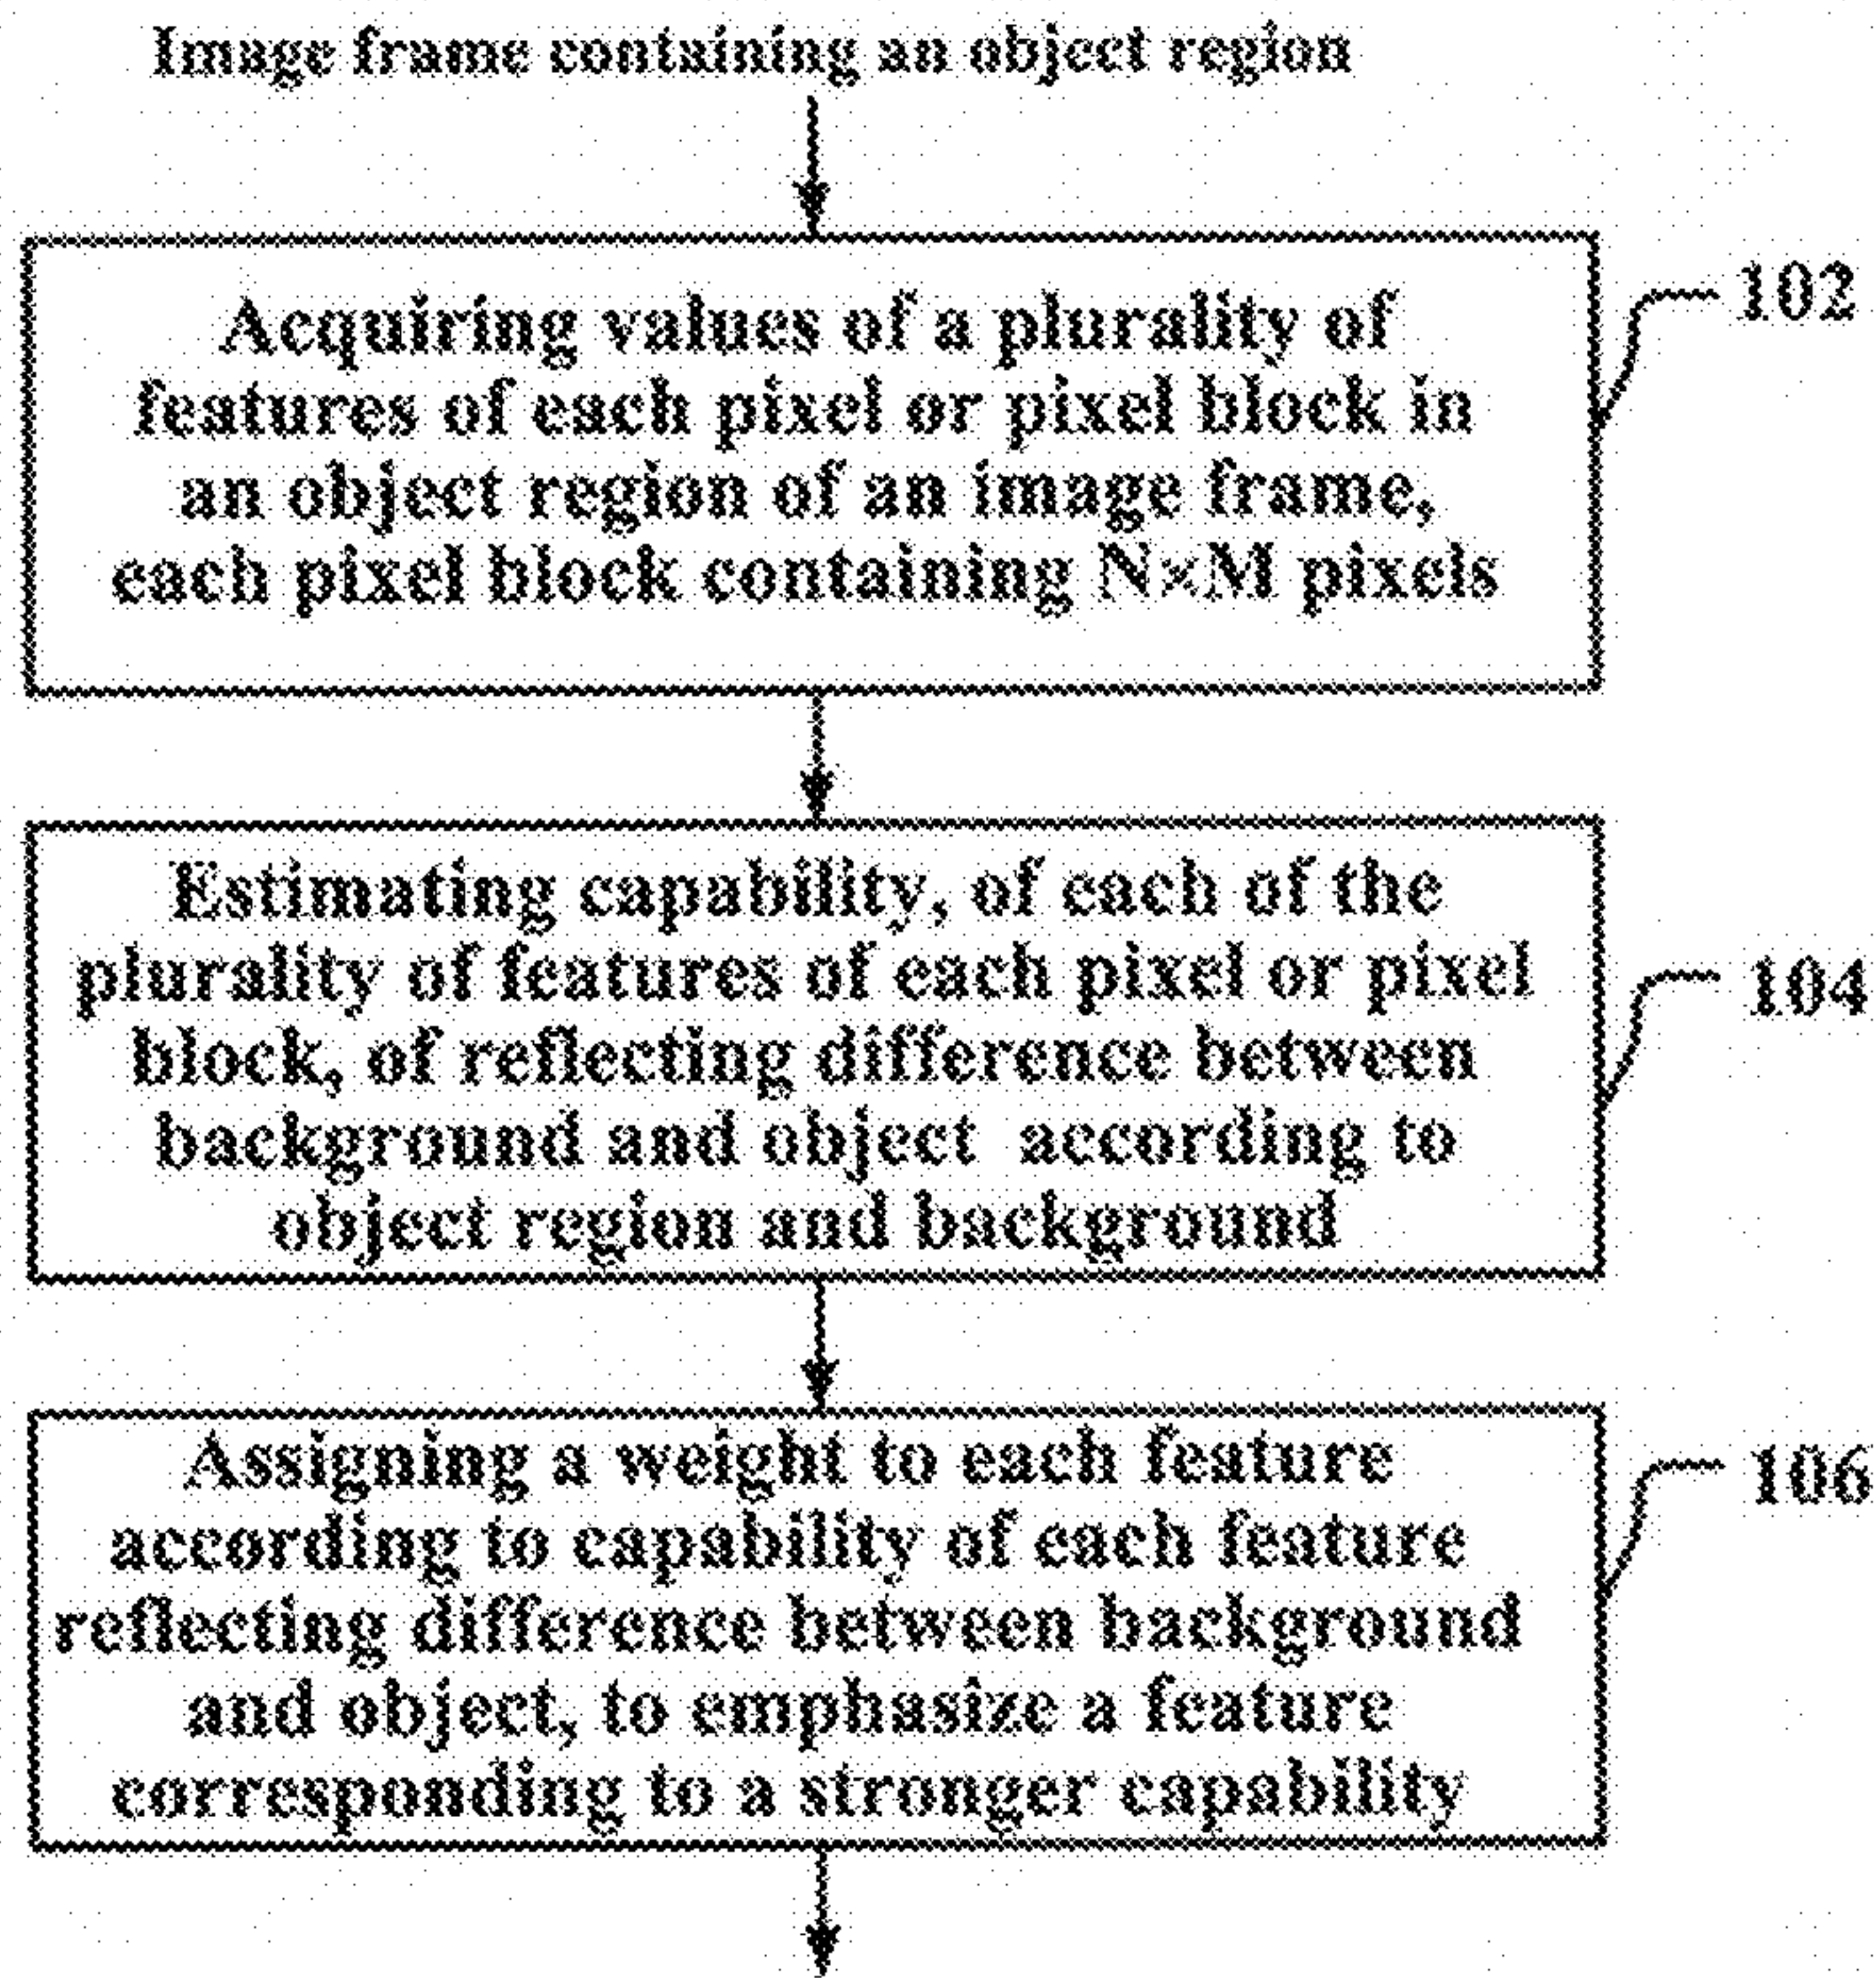 Image frame containing an object region
Acquiring values of a plurality of
features of each pixel or pixel block in
an object region of an image frame,
each pixel block containing N×M pixels
102
Estimating capability, of each of the
plurality of features of each pixel or pixel
block, of reflecting difference between
background and object according to
object region and background
104
Assigning a weight to each feature
according to capability of each feature
reflecting difference between background
and object, to emphasize a feature
corresponding to a stronger capability
106